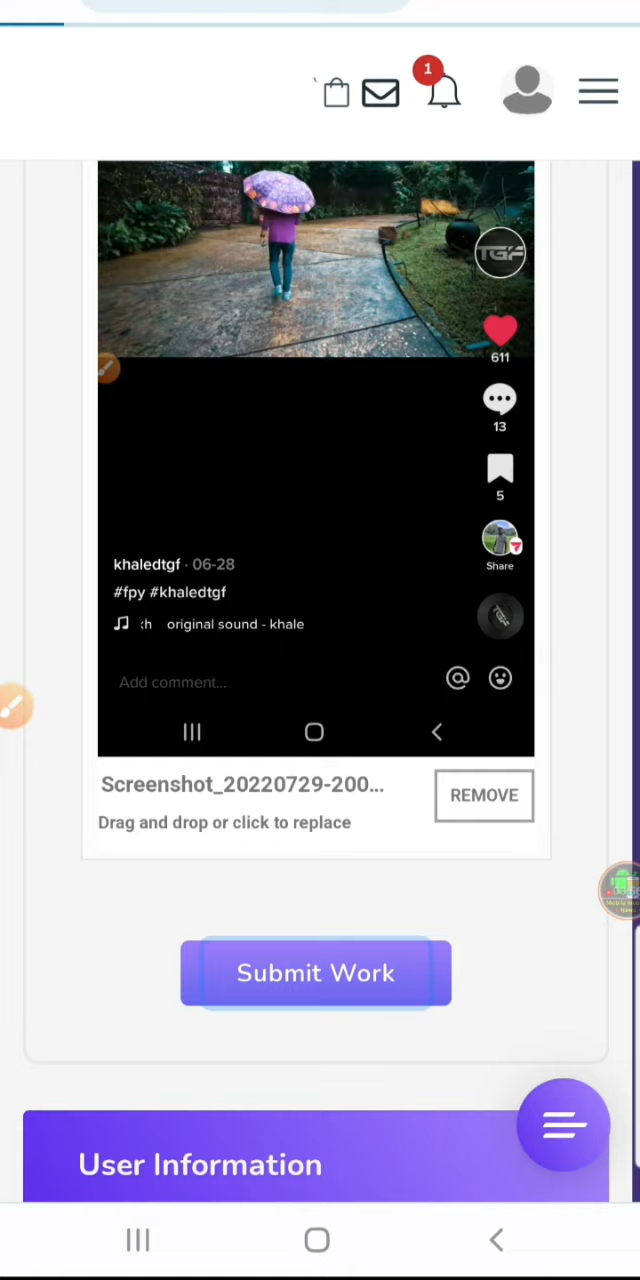 1
TGF
611
13
5
khaledtgf · 06-28
Share
#fpy #khaledtgf
:h original sound - khale
Add comment...
Screenshot_20220729-200...
REMOVE
Drag and drop or click to replace
Submit Work
User Information